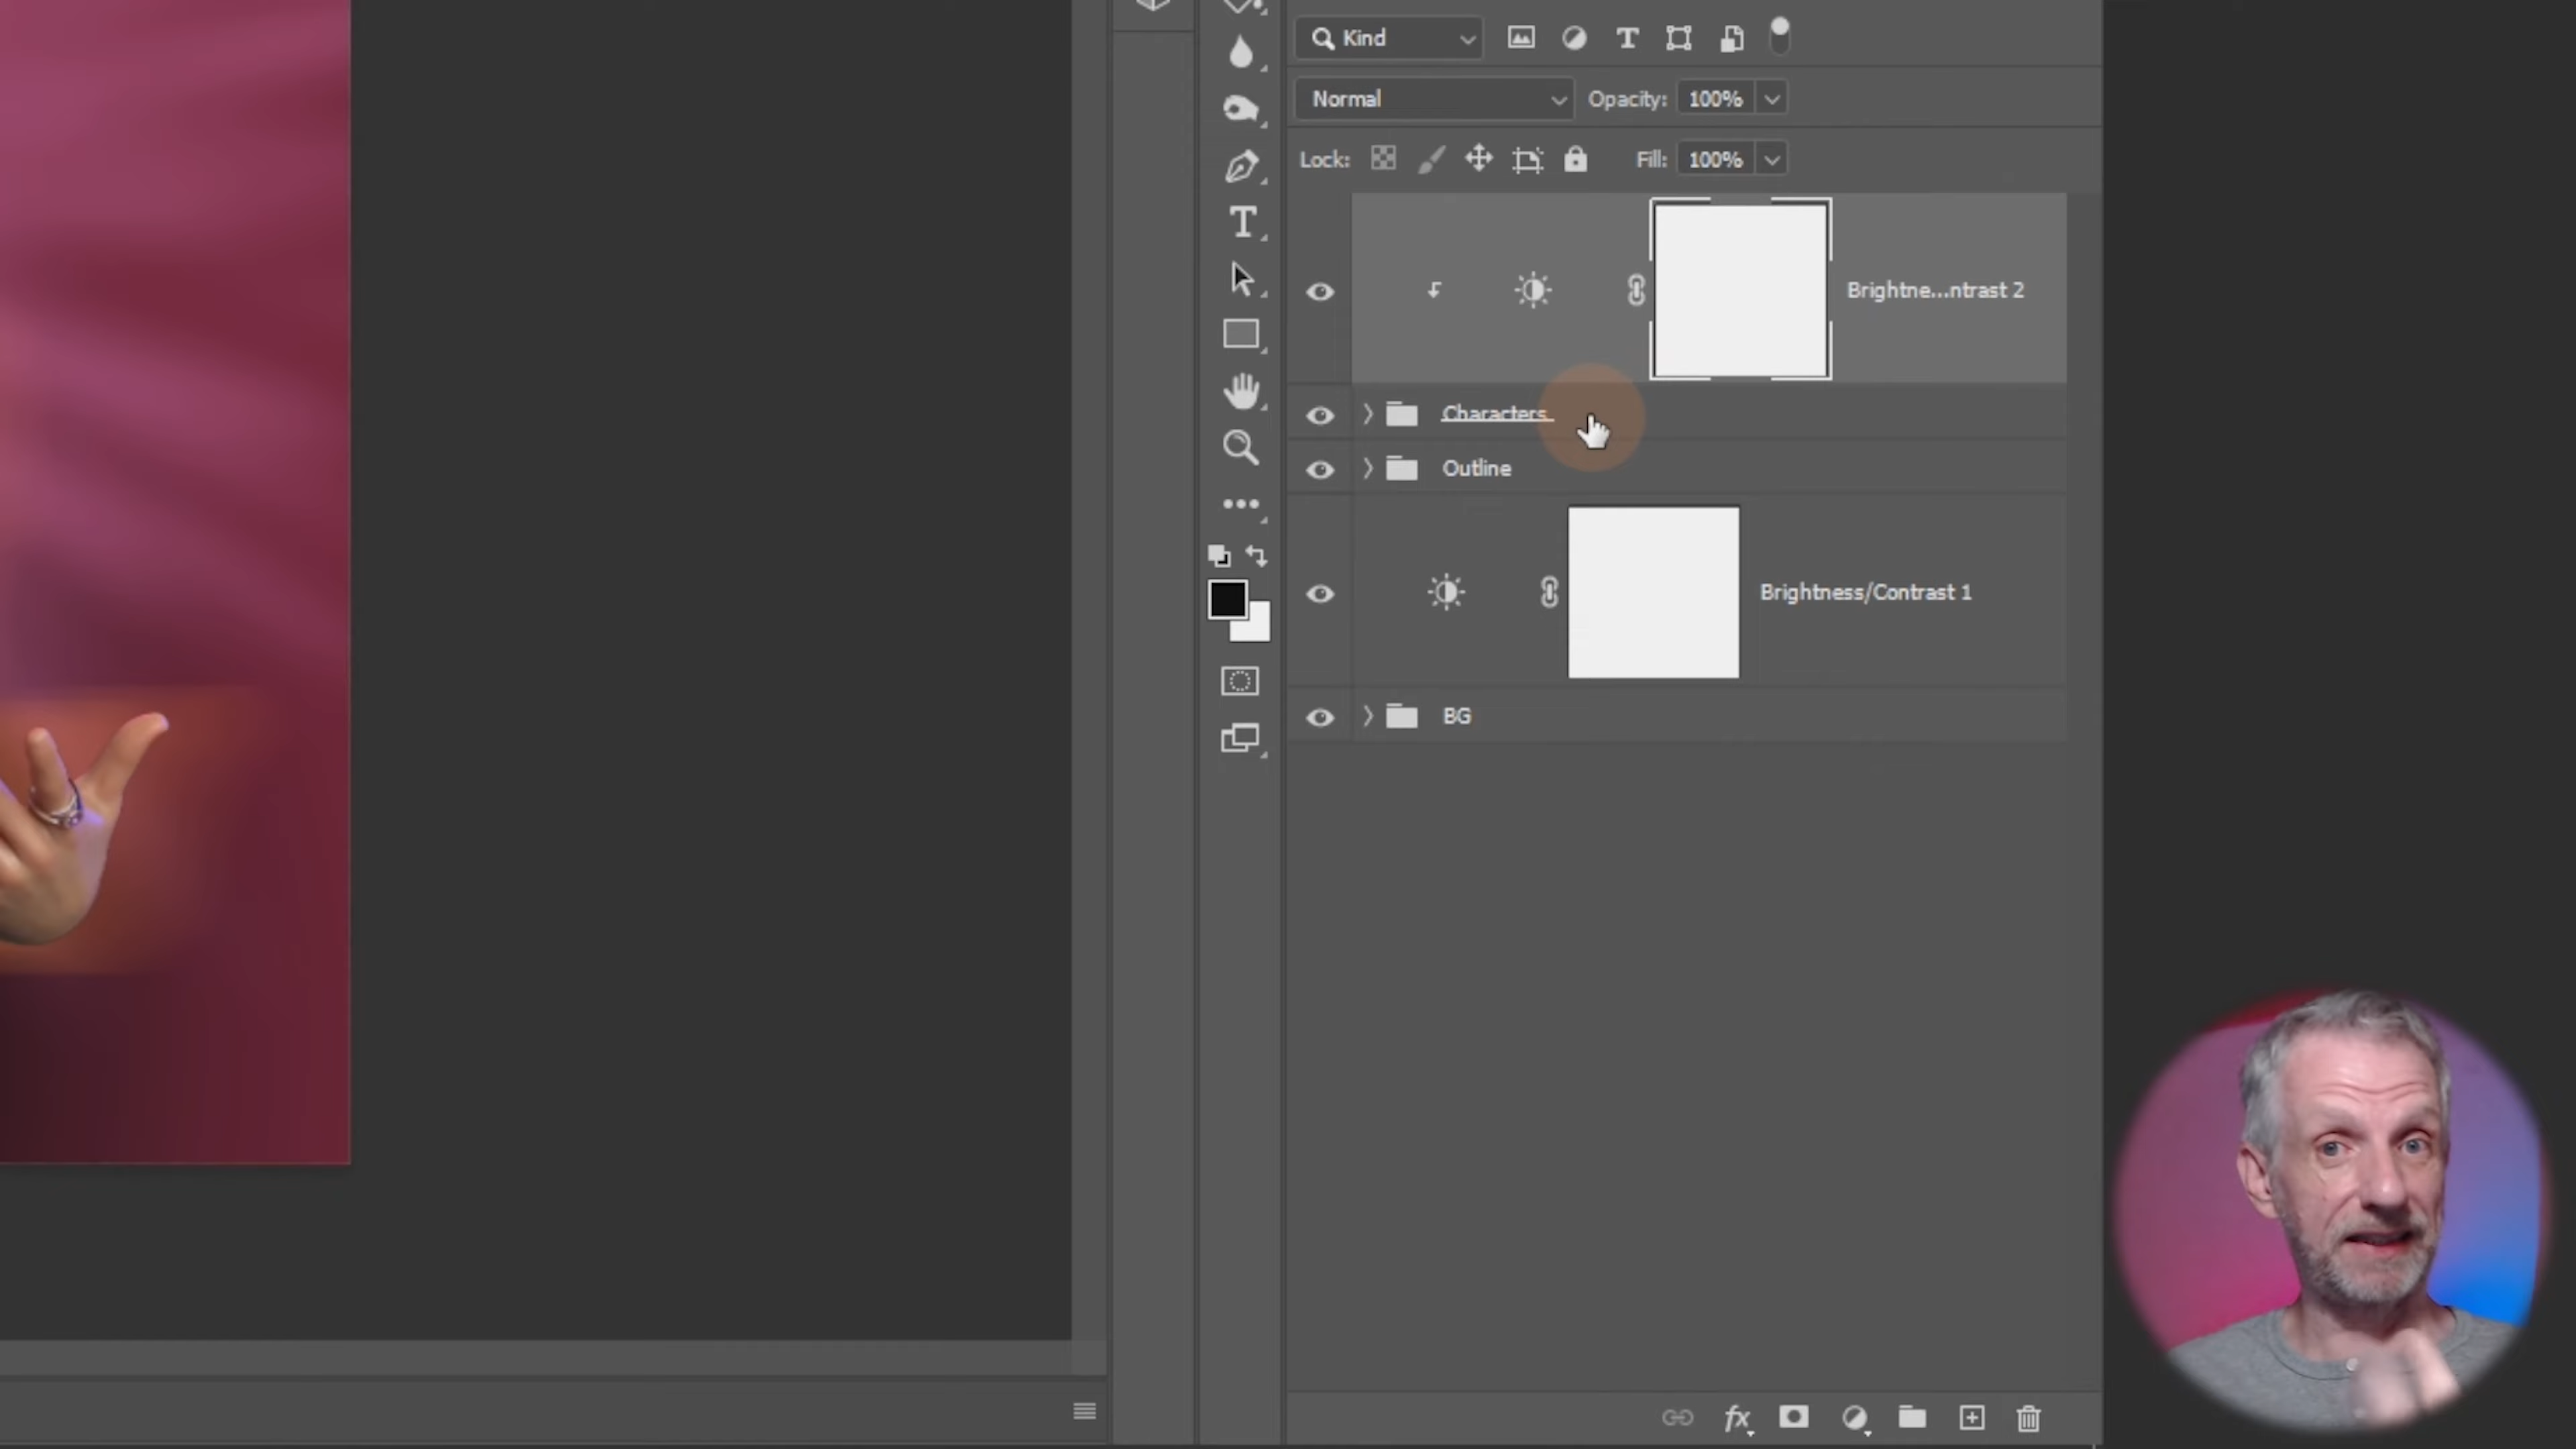 Kind
Normal
Opacity: 100%
Lock:
Fill: 100%
Brightne...ntrast 2
Characters
Outline
Brightness/Contrast 1
BG